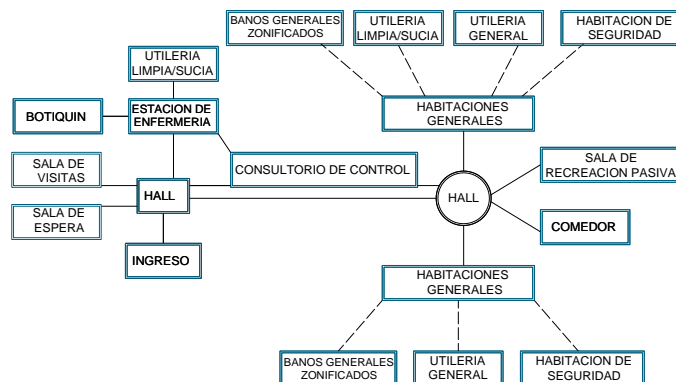 BANOS GENERALES
ZONIFICADOS
UTILERIA
LIMPIA/SUCIA
UTILERIA
GENERAL
HABITACION DE
SEGURIDAD
UTILERIA
LIMPIA/SUCIA
BOTIQUIN
ESTACION DE
ENFERMERIA
HABITACIONES
GENERALES
SALA DE
VISITAS
CONSULTORIO DE CONTROL
SALA DE
RECREACION PASIVA
HALL
HALL
SALA DE
ESPERA
COMEDOR
INGRESO
HABITACIONES
GENERALES
BANOS GENERALES
ZONIFICADOS
UTILERIA
GENERAL
HABITACION DE
SEGURIDAD